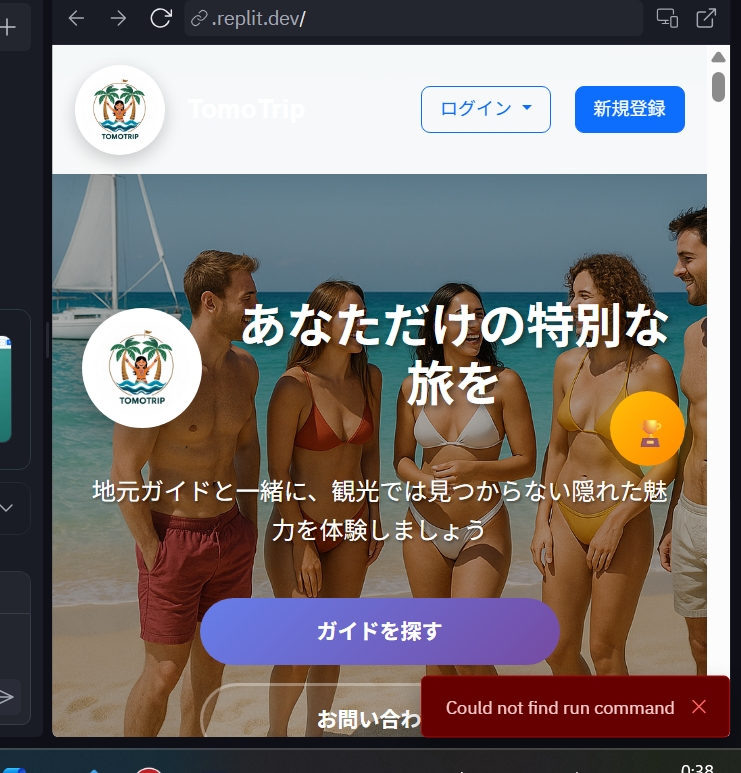 .replit.dev/
TOMOTRIP
TomoTrip
ログイン
新規登録
TOMOTRIP
あなただけの特別な
旅を
地元ガイドと一緒に、観光では見つからない隠れた魅
力を体験しましょう
ガイドを探す
お問い合わ
Could not find run command
0:38